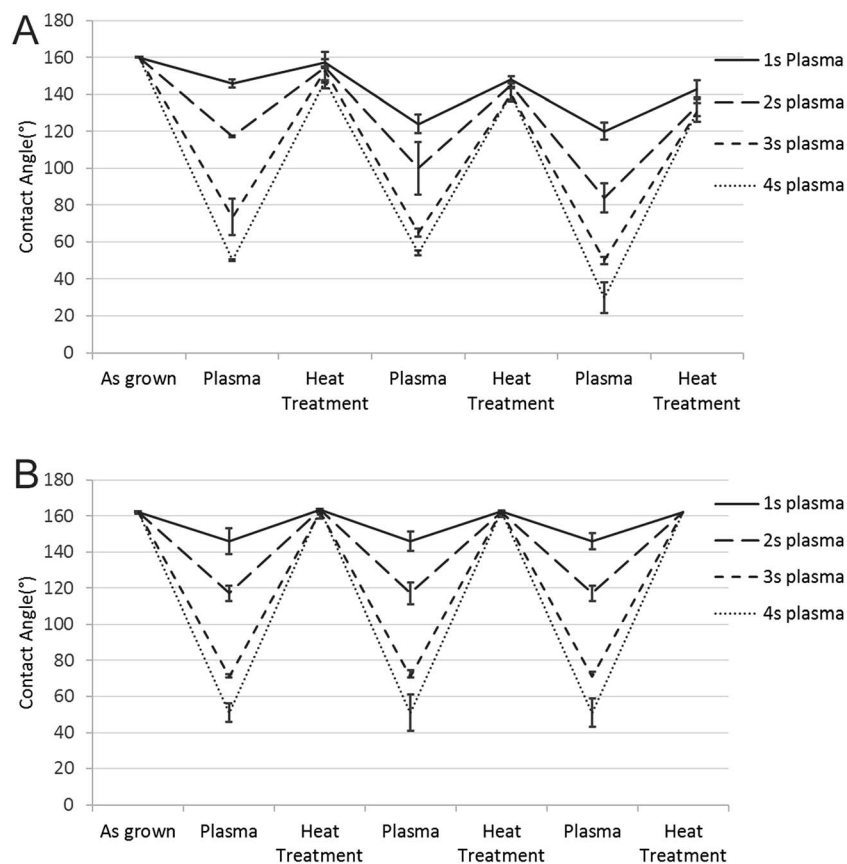 A
180
160
140
120
100
80
60
40
20
0
Contact Angle(°)
As grown Plasma Heat Treatment Plasma Heat Treatment Plasma Heat Treatment
1s Plasma
2s plasma
3s plasma
4s plasma
B
180
160
140
120
100
80
60
40
20
0
Contact Angle(°)
As grown Plasma Heat Treatment Plasma Heat Treatment Plasma Heat Treatment
1s plasma
2s plasma
3s plasma
4s plasma